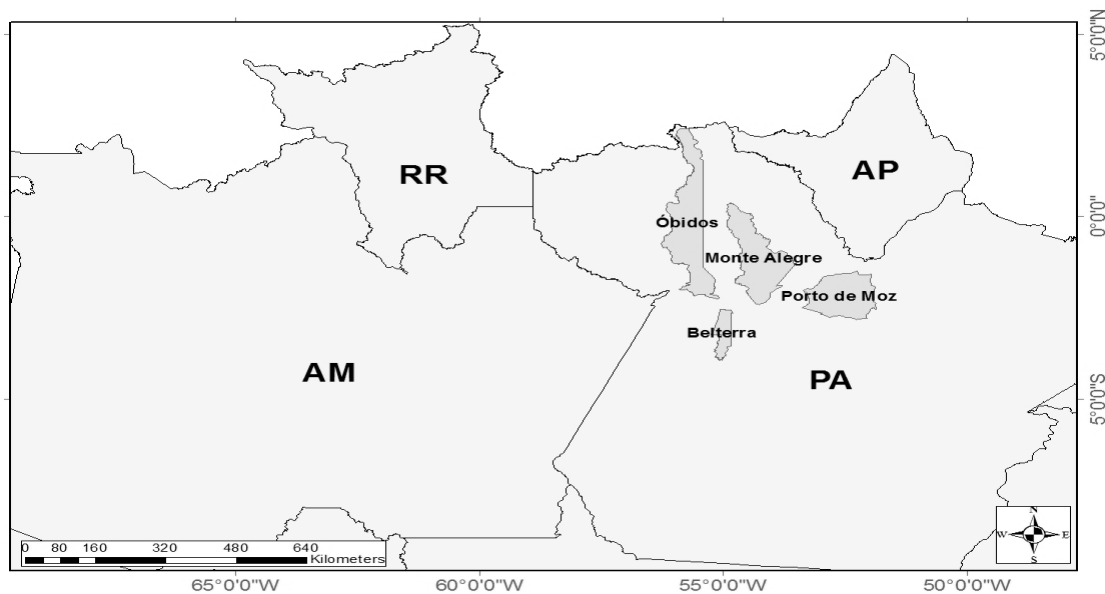 5°0'0"N
RR
AP
Óbidos
0°0'0"
Monte Alegre
Porto de Moz
Belterra
AM
PA
5°0'0"S
N
W
E
S
0 80 160 320 480 640
Kilometers
65°0'0"W 60°0'0"W 55°0'0"W 50°0'0"W